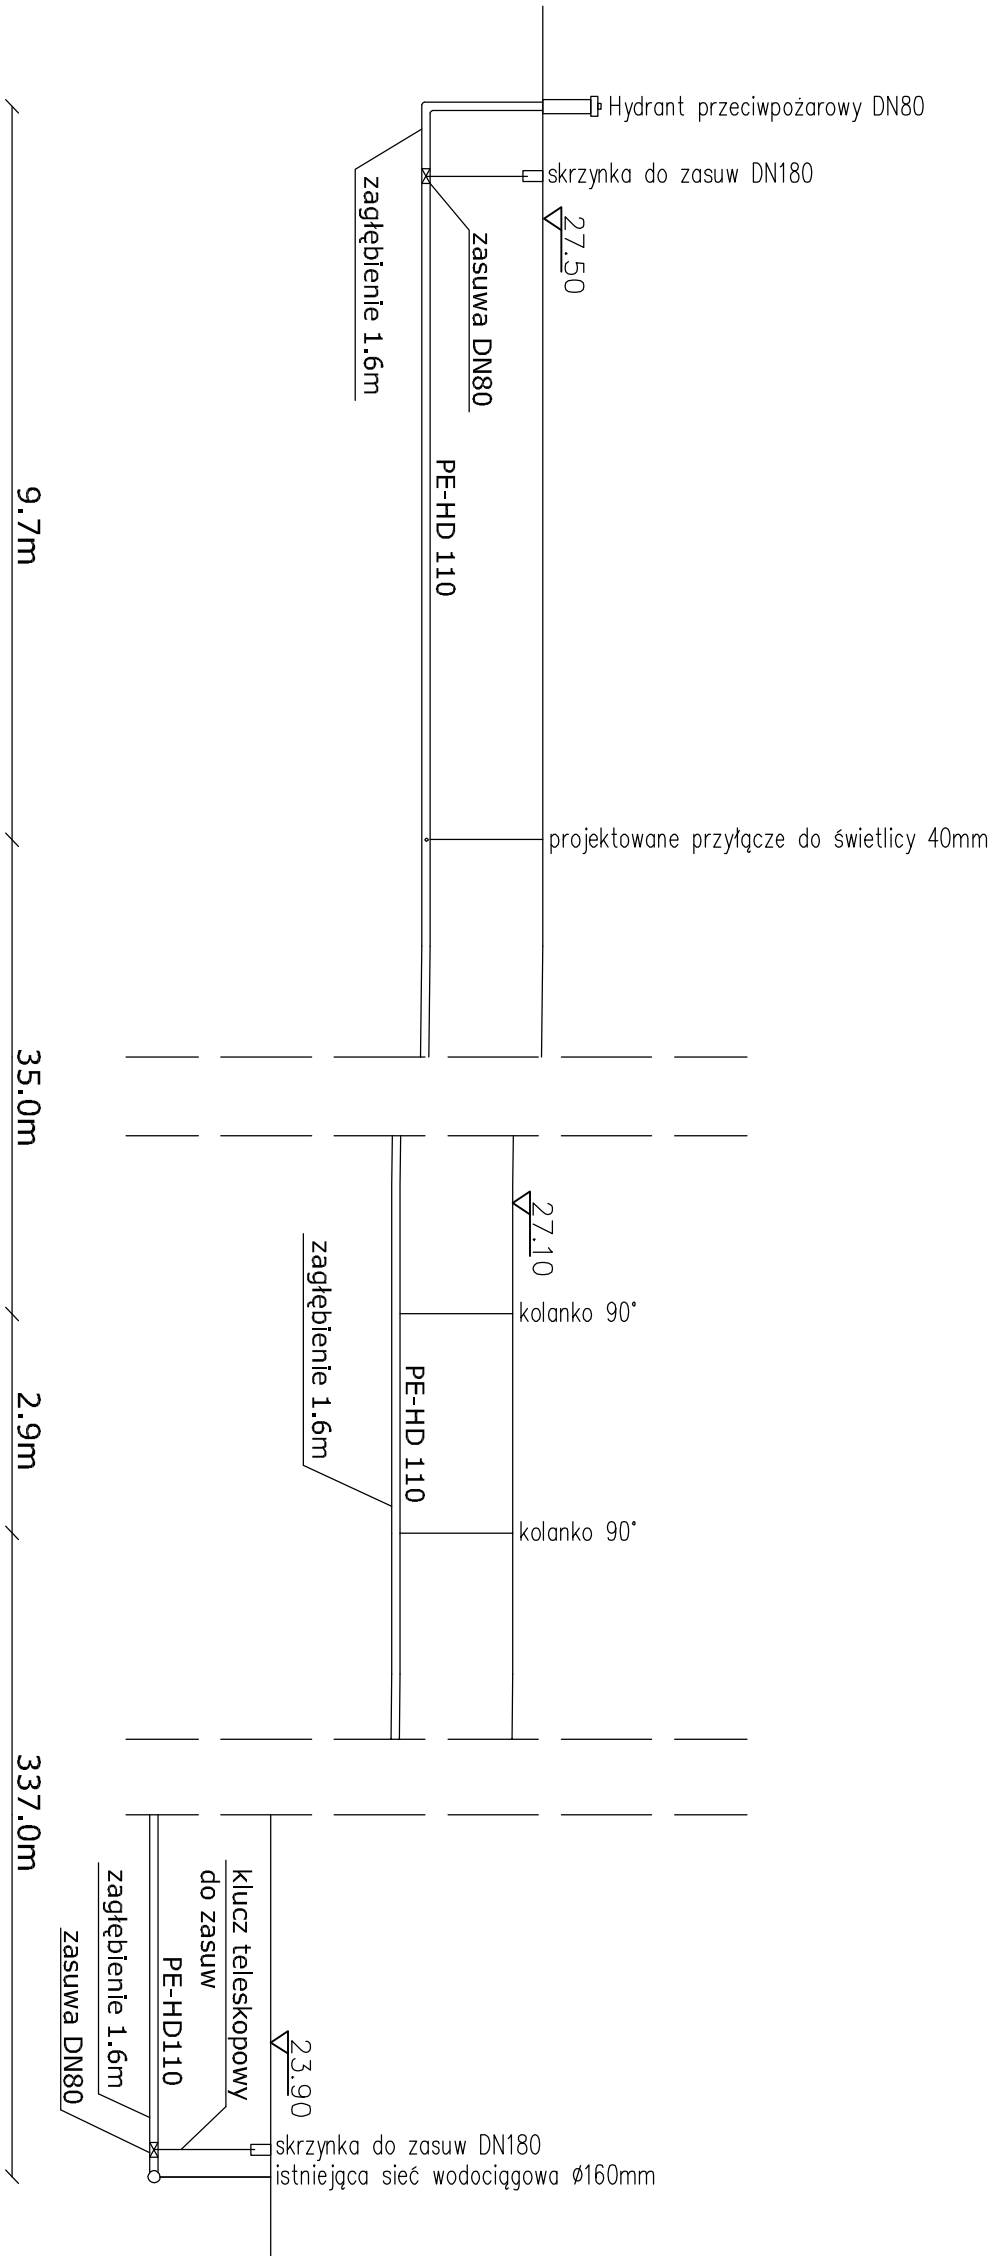 Hydrant przeciwpożarowy DN80
skrzynka do zasuw DN180
27.50
zagłębienie 1.6m
zasuwa DN80
PE-HD 110
9.7m
projektowane przyłącze do świetlicy 40mm
35.0m
27.10
kolanko 90°
zagłębienie 1.6m
PE-HD 110
2.9m
kolanko 90°
337.0m
klucz teleskopowy
do zasuw
PE-HD110
zagłębienie 1.6m
zasuwa DN80
23.90
skrzynka do zasuw DN180
istniejąca sieć wodociągowa Ø160mm